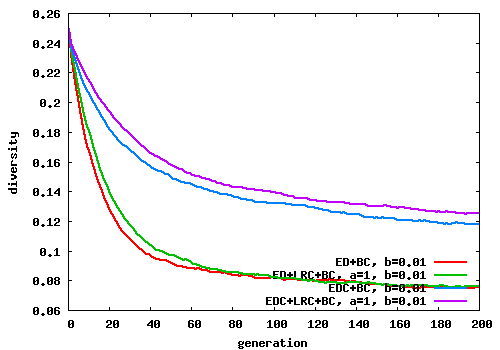 0.26
0.24
0.22
0.2
0.18
0.16
0.14
0.12
0.1
0.08
0.06
diversity
ED+BC, b=0.01
ED+LRC+BC, a=1, b=0.01
EDC+BC, b=0.01
EDC+LRC+BC, a=1, b=0.01
0 20 40 60 80 100 120 140 160 180 200
generation